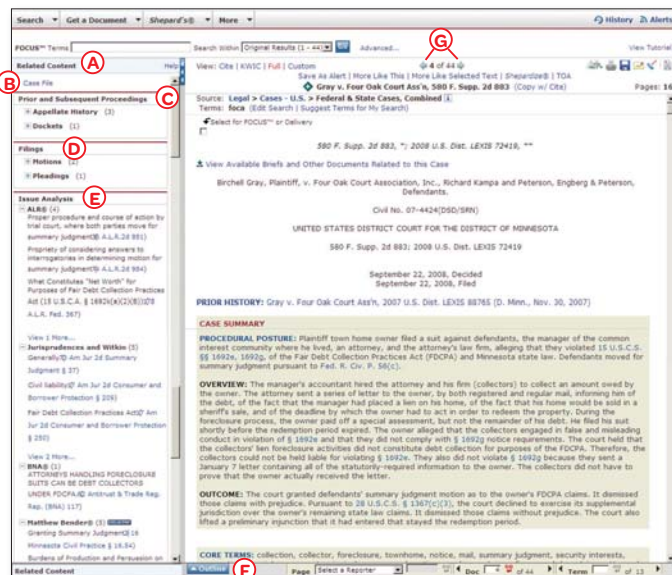 Search Get a Document Shepard's® More History Alerts
FOCUS™ Terms Search Within Original Results (1 - 44) Advanced... View Tutorial
G
Related Content A Help
View: Cite | KWIC | Full | Custom 4 of 44
B Case File
Save As Alert | More Like This | More Like Selected Text | Shepardize® | TOA
C
Gray v. Four Oak Court Ass'n, 580 F. Supp. 2d 883 (Copy w/ Cite) Pages: 16
Prior and Subsequent Proceedings
Appellate History (3)
Dockets (1)
Source: Legal > Cases - U.S. > Federal & State Cases, Combined
Terms: foca (Edit Search | Suggest Terms for My Search)
Select for FOCUS™ or Delivery
Filings D
Motions (2)
Pleadings (1)
580 F. Supp. 2d 883, *; 2008 U.S. Dist. LEXIS 72419, **
View Available Briefs and Other Documents Related to this Case
Issue Analysis E
ALR® (4)
Proper procedure and course of action by
trial court, where both parties move for
summary judgment(36 A.L.R.2d 881)
Propriety of considering answers to
interrogatories in determining motion for
summary judgment(74 A.L.R.2d 984)
What Constitutes "Net Worth" for
Purposes of Fair Debt Collection Practices
Act (15 U.S.C.A. § 1692k(a)(2)(B))(178
A.L.R. Fed. 367)
View 1 More...
Birchell Gray, Plaintiff, v. Four Oak Court Association, Inc., Richard Kampa and Peterson, Engberg & Peterson,
Defendants.
Civil No. 07-4424(DSD/SRN)
UNITED STATES DISTRICT COURT FOR THE DISTRICT OF MINNESOTA
580 F. Supp. 2d 883; 2008 U.S. Dist. LEXIS 72419
September 22, 2008, Decided
September 22, 2008, Filed
PRIOR HISTORY: Gray v. Four Oak Court Ass'n, 2007 U.S. Dist. LEXIS 88765 (D. Minn., Nov. 30, 2007)
Jurisprudences and Witkin (5)
Generally( Am Jur 2d Summary
Judgment § 37)
Civil liability( Am Jur 2d Consumer and
Borrower Protection § 209)
Fair Debt Collection Practices Act( Am
Jur 2d Consumer and Borrower Protection
§ 250)
View 2 More...
BNA® (1)
ATTORNEYS HANDLING FORECLOSURE
SUITS CAN BE DEBT COLLECTORS
UNDER FDCPA( Antitrust & Trade Reg.
Rep. (BNA) 117)
Matthew Bender® (3)
Granting Summary Judgment( 16
Minnesota Civil Practice § 16.54)
Burdens of Production and Persuasion on
CASE SUMMARY
PROCEDURAL POSTURE: Plaintiff town home owner filed a suit against defendants, the manager of the common
interest community where he lived, an attorney, and the attorney's law firm, alleging that they violated 15 U.S.C.S.
§§ 1692e, 1692g, of the Fair Debt Collection Practices Act (FDCPA) and Minnesota state law. Defendants moved for
summary judgment pursuant to Fed. R. Civ. P. 56(c).
OVERVIEW: The manager's accountant hired the attorney and his firm (collectors) to collect an amount owed by
the owner. The attorney sent a series of letter to the owner, by both registered and regular mail, informing him of
the debt, of the fact that the manager had placed a lien on his home, of the fact that his home would be sold in a
sheriff's sale, and of the deadline by which the owner had to act in order to redeem the property. During the
foreclosure process, the owner paid off a special assessment, but not the remainder of his debt. He filed his suit
shortly before the redemption period expired. The owner alleged that the collectors engaged in false and misleading
conduct in violation of § 1692e and that they did not comply with § 1692g notice requirements. The court held that
the collectors' lien foreclosure activities did not constitute debt collection for purposes of the FDCPA. Therefore, the
collectors could not be held liable for violating § 1692e. They also did not violate § 1692g because they sent a
January 7 letter containing all of the statutorily-required information to the owner. The collectors did not have to
prove that the owner actually received the letter.
OUTCOME: The court granted defendants' summary judgment motion as to the owner's FDCPA claims. It dismissed
those claims with prejudice. Pursuant to 28 U.S.C.S. § 1367(c)(3), the court declined to exercise its supplemental
jurisdiction over the owner's remaining state law claims. It dismissed those claims without prejudice. The court also
lifted a preliminary injunction that it had entered that stayed the redemption period.
CORE TERMS: collection, collector, foreclosure, townhome, notice, mail, summary judgment, security interests,
Related Content Outline F Page Select a Reporter Doc 4 of 44 Term 1 of 13